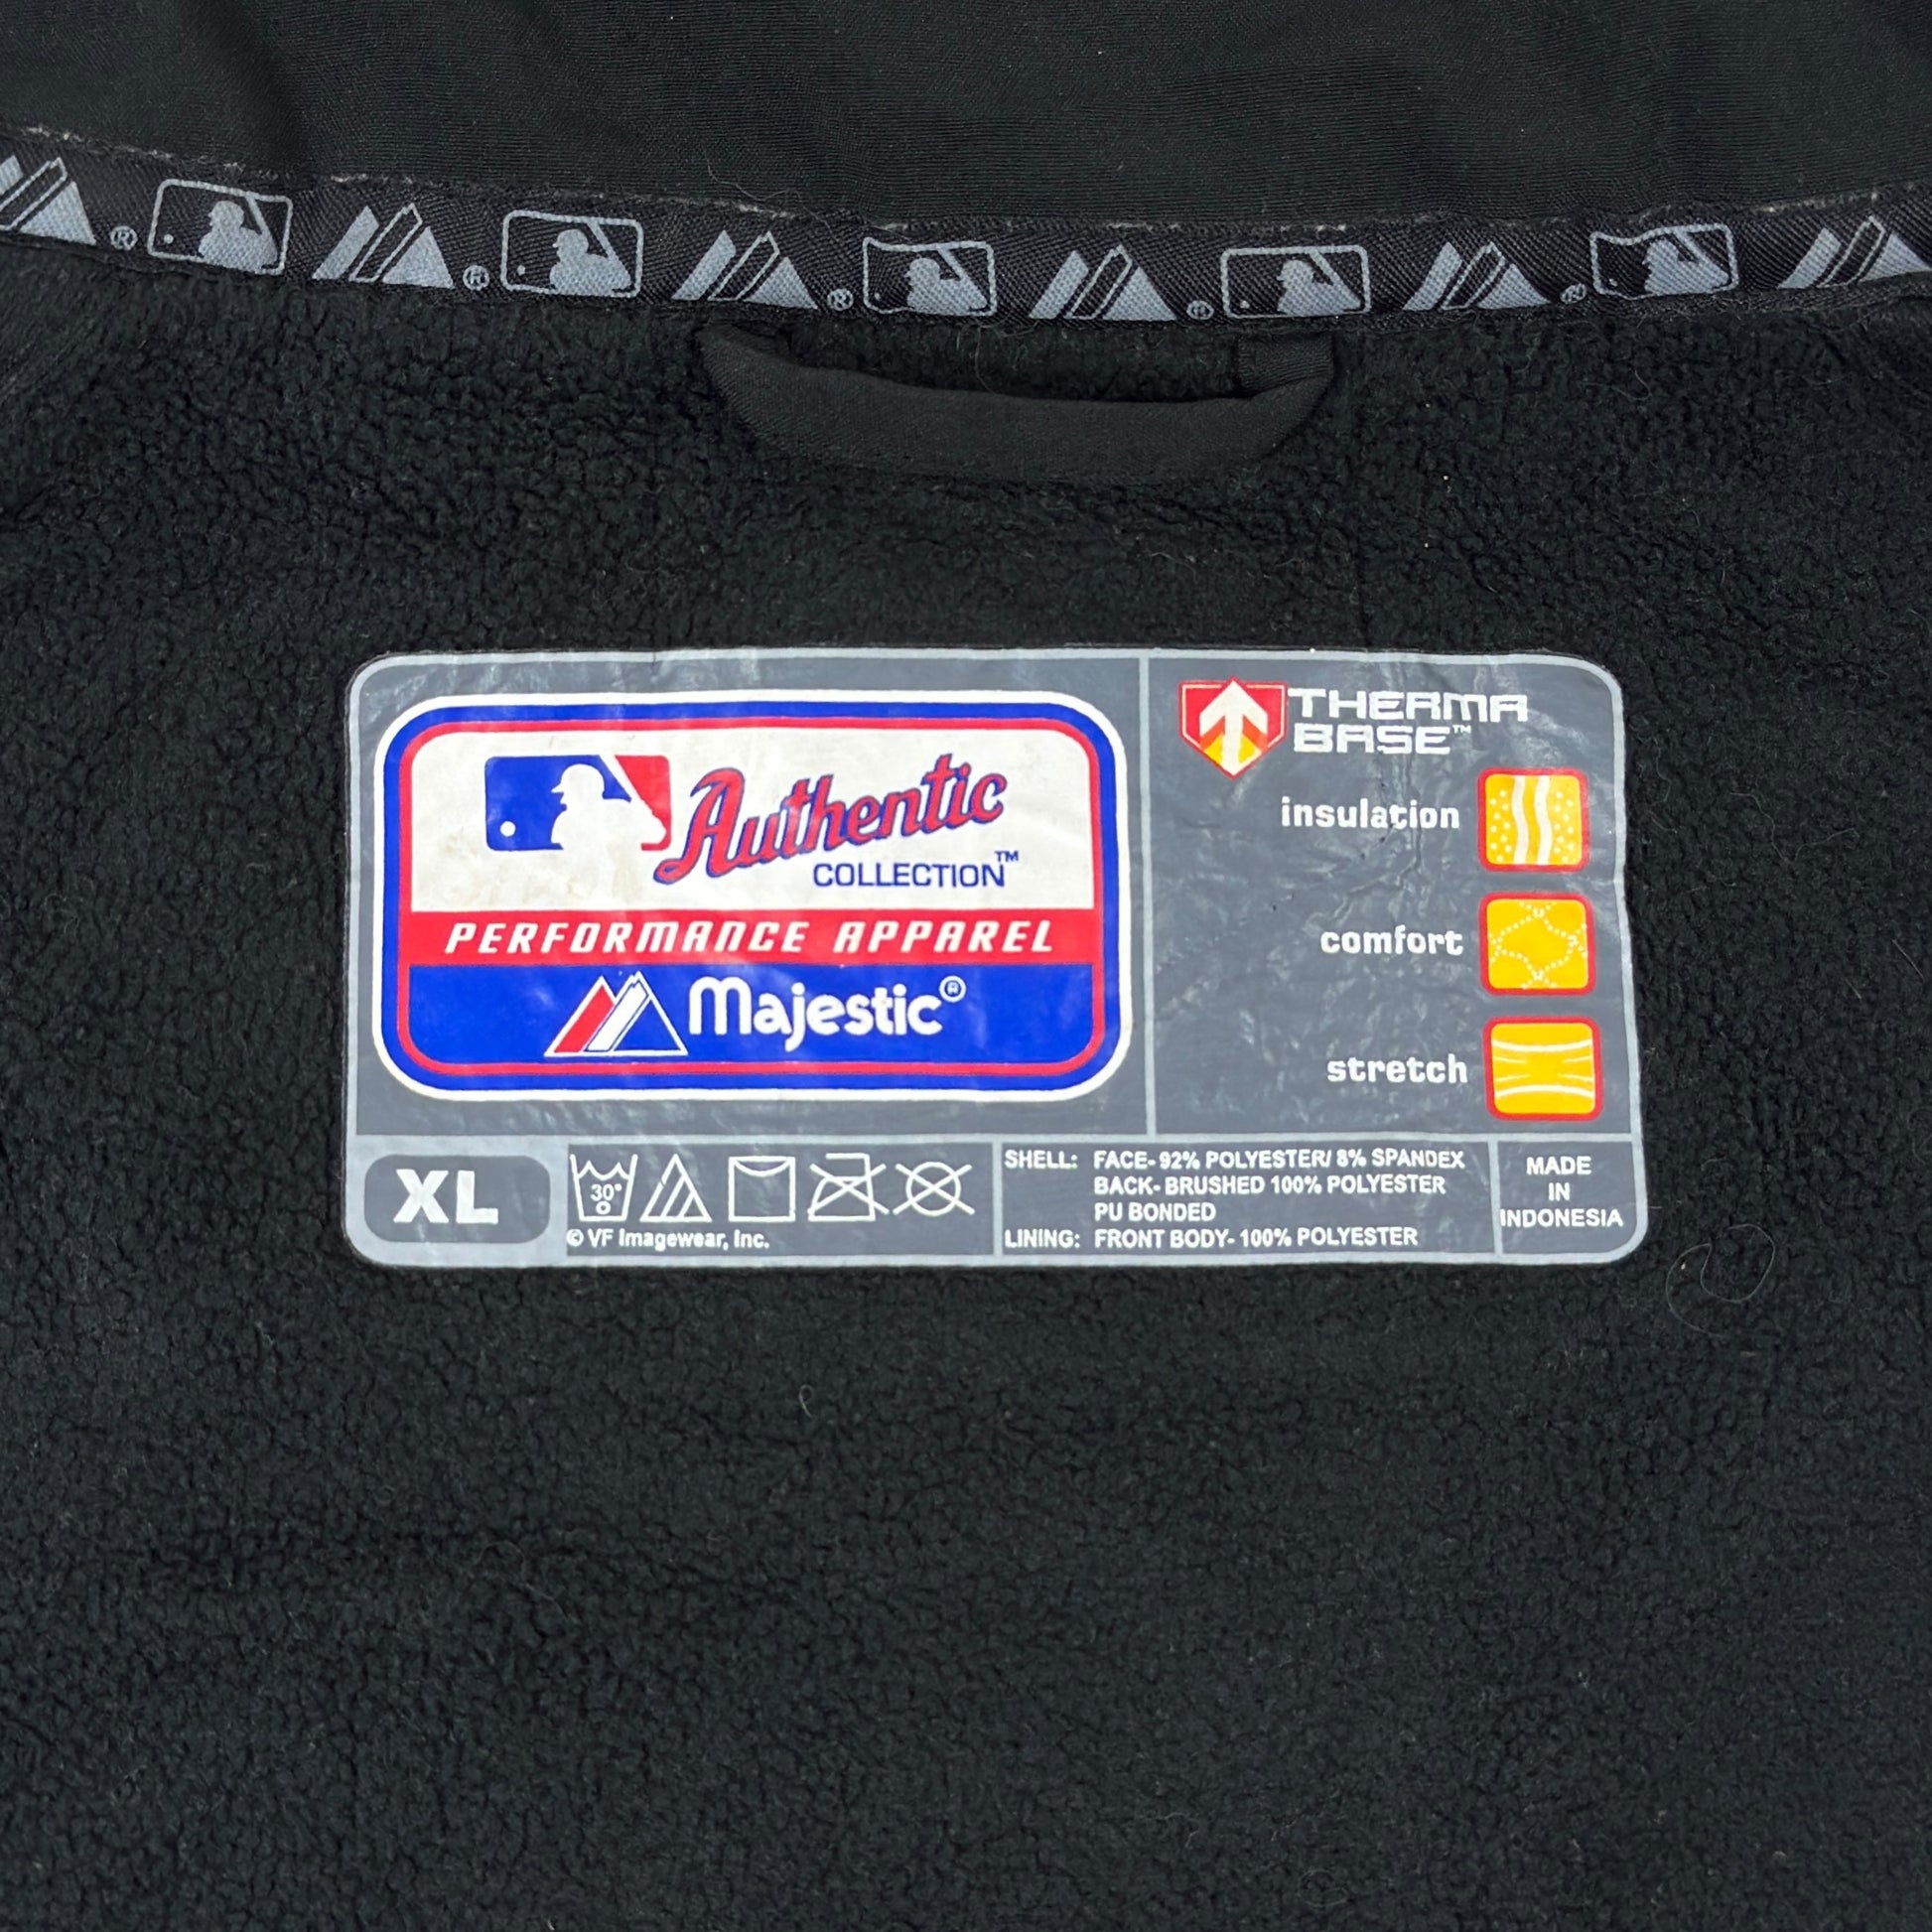 ® ® ® ® ®
Authentic
COLLECTION™
PERFORMANCE APPAREL
Majestic®
THERMA
BASE™
insulation
comfort
stretch
XL
30°
© VF Imagewear, Inc.
SHELL: FACE- 92% POLYESTER/ 8% SPANDEX
BACK- BRUSHED 100% POLYESTER
PU BONDED
LINING: FRONT BODY- 100% POLYESTER
MADE
IN
INDONESIA